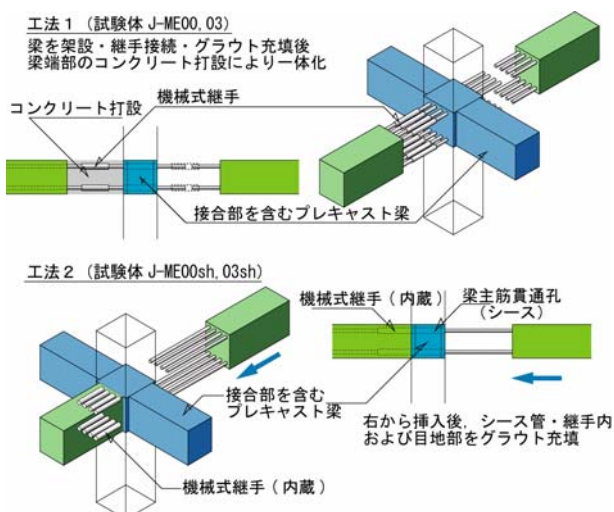 工法1（試験体 J-ME00,03）
梁を架設・継手接続・グラウト充填後
梁端部のコンクリート打設により一体化
コンクリート打設
機械式継手
接合部を含むプレキャスト梁
工法2（試験体 J-ME00sh,03sh）
機械式継手(内蔵)
梁主筋貫通孔
(シース)
接合部を含む
プレキャスト梁
右から挿入後，シース管・継手内
および目地部をグラウト充填
機械式継手(内蔵)